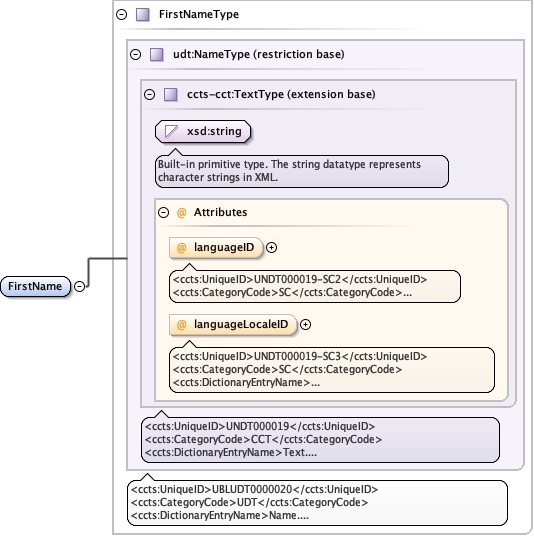 FirstNameType
udt:NameType (restriction base)
ccts-cct:TextType (extension base)
xsd:string
Built-in primitive type. The string datatype represents
character strings in XML.
@ Attributes
@ languageID
<ccts:UniqueID>UNDT000019-SC2</ccts:UniqueID>
<ccts:CategoryCode>SC</ccts:CategoryCode>...
@ languageLocaleID
<ccts:UniqueID>UNDT000019-SC3</ccts:UniqueID>
<ccts:CategoryCode>SC</ccts:CategoryCode>
<ccts:DictionaryEntryName>...
FirstName
<ccts:UniqueID>UNDT000019</ccts:UniqueID>
<ccts:CategoryCode>CCT</ccts:CategoryCode>
<ccts:DictionaryEntryName>Text....
<ccts:UniqueID>UBLUDT0000020</ccts:UniqueID>
<ccts:CategoryCode>UDT</ccts:CategoryCode>
<ccts:DictionaryEntryName>Name....